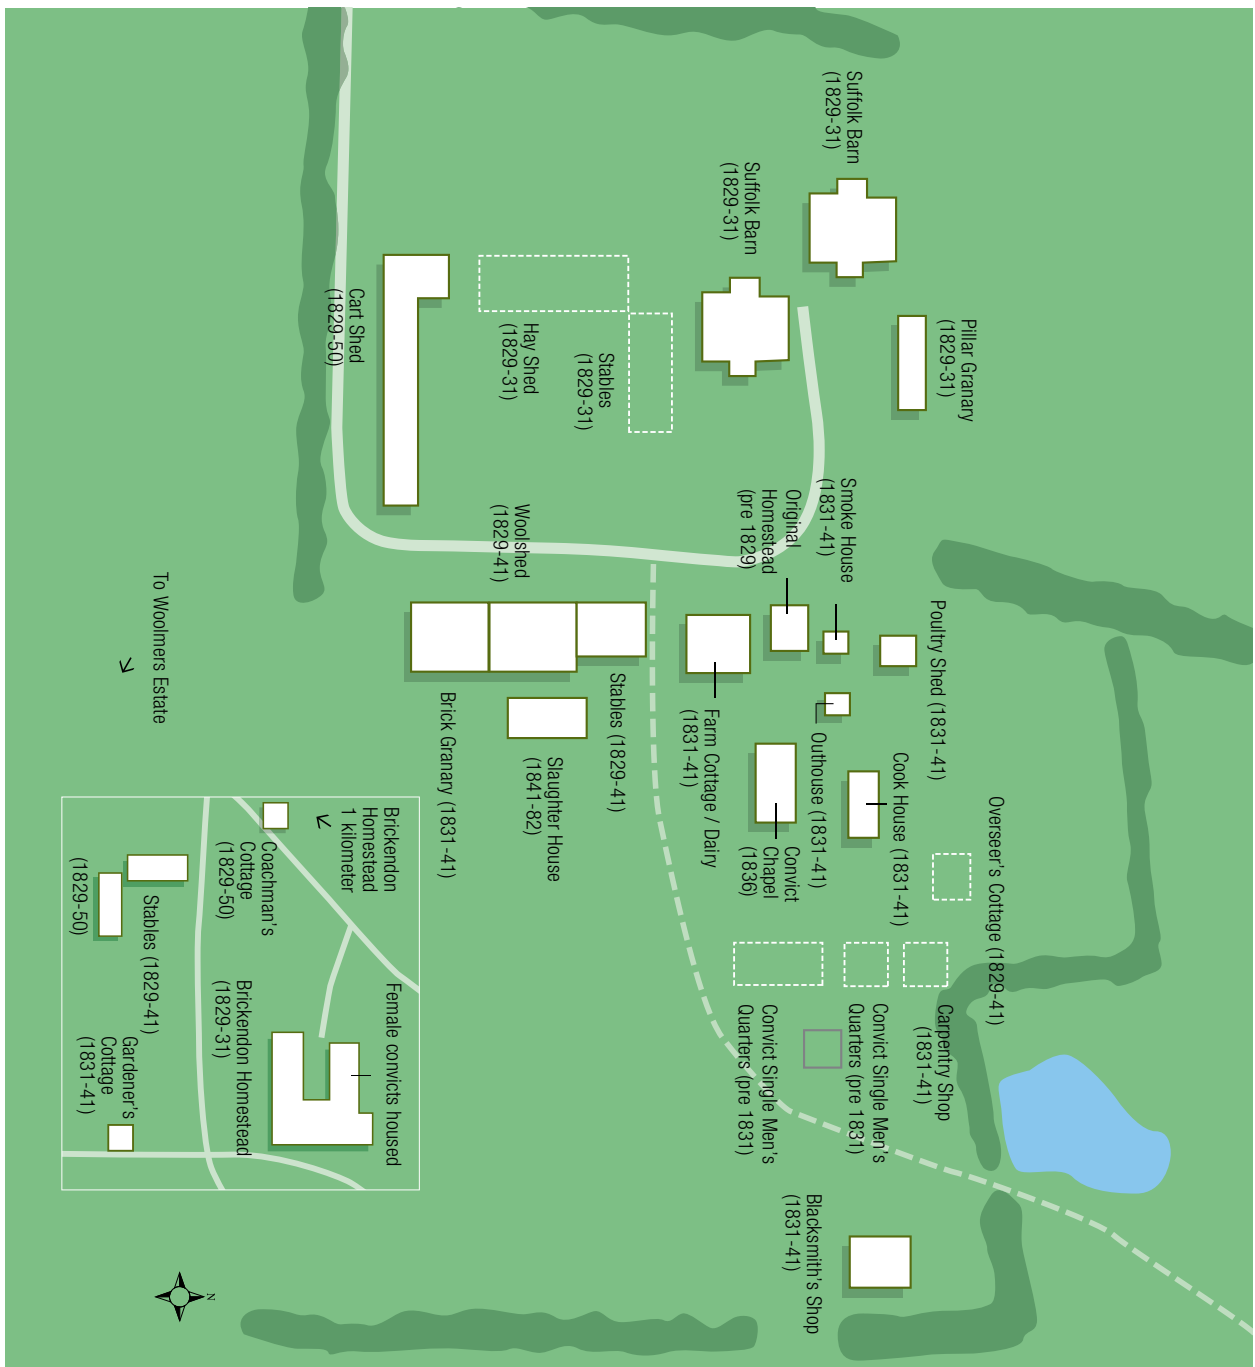 Suffolk Barn
(1829-31)
Suffolk Barn
(1829-31)
Pillar Granary
(1829-31)
Cart Shed
(1829-50)
Hay Shed
(1829-31)
Stables
(1829-31)
Smoke House
(1831-41)
Original
Homestead
(pre 1829)
Woolshed
(1829-41)
Poultry Shed (1831-41)
To Woolmers Estate
Stables (1829-41)
Farm Cottage / Dairy
(1831-41)
Outhouse (1831-41)
Cook House (1831-41)
Overseer's Cottage (1829-41)
Brick Granary (1831-41)
Slaughter House
(1841-82)
Convict
Chapel
(1836)
Carpentry Shop
(1831-41)
Convict Single Men's
Quarters (pre 1831)
Convict Single Men's
Quarters (pre 1831)
Blacksmith's Shop
(1831-41)
Brickendon
Homestead
1 kilometer
Coachman's
Cottage
(1829-50)
Stables (1829-41)
(1829-50)
Female convicts housed
Brickendon Homestead
(1829-31)
Gardener's
Cottage
(1831-41)
N